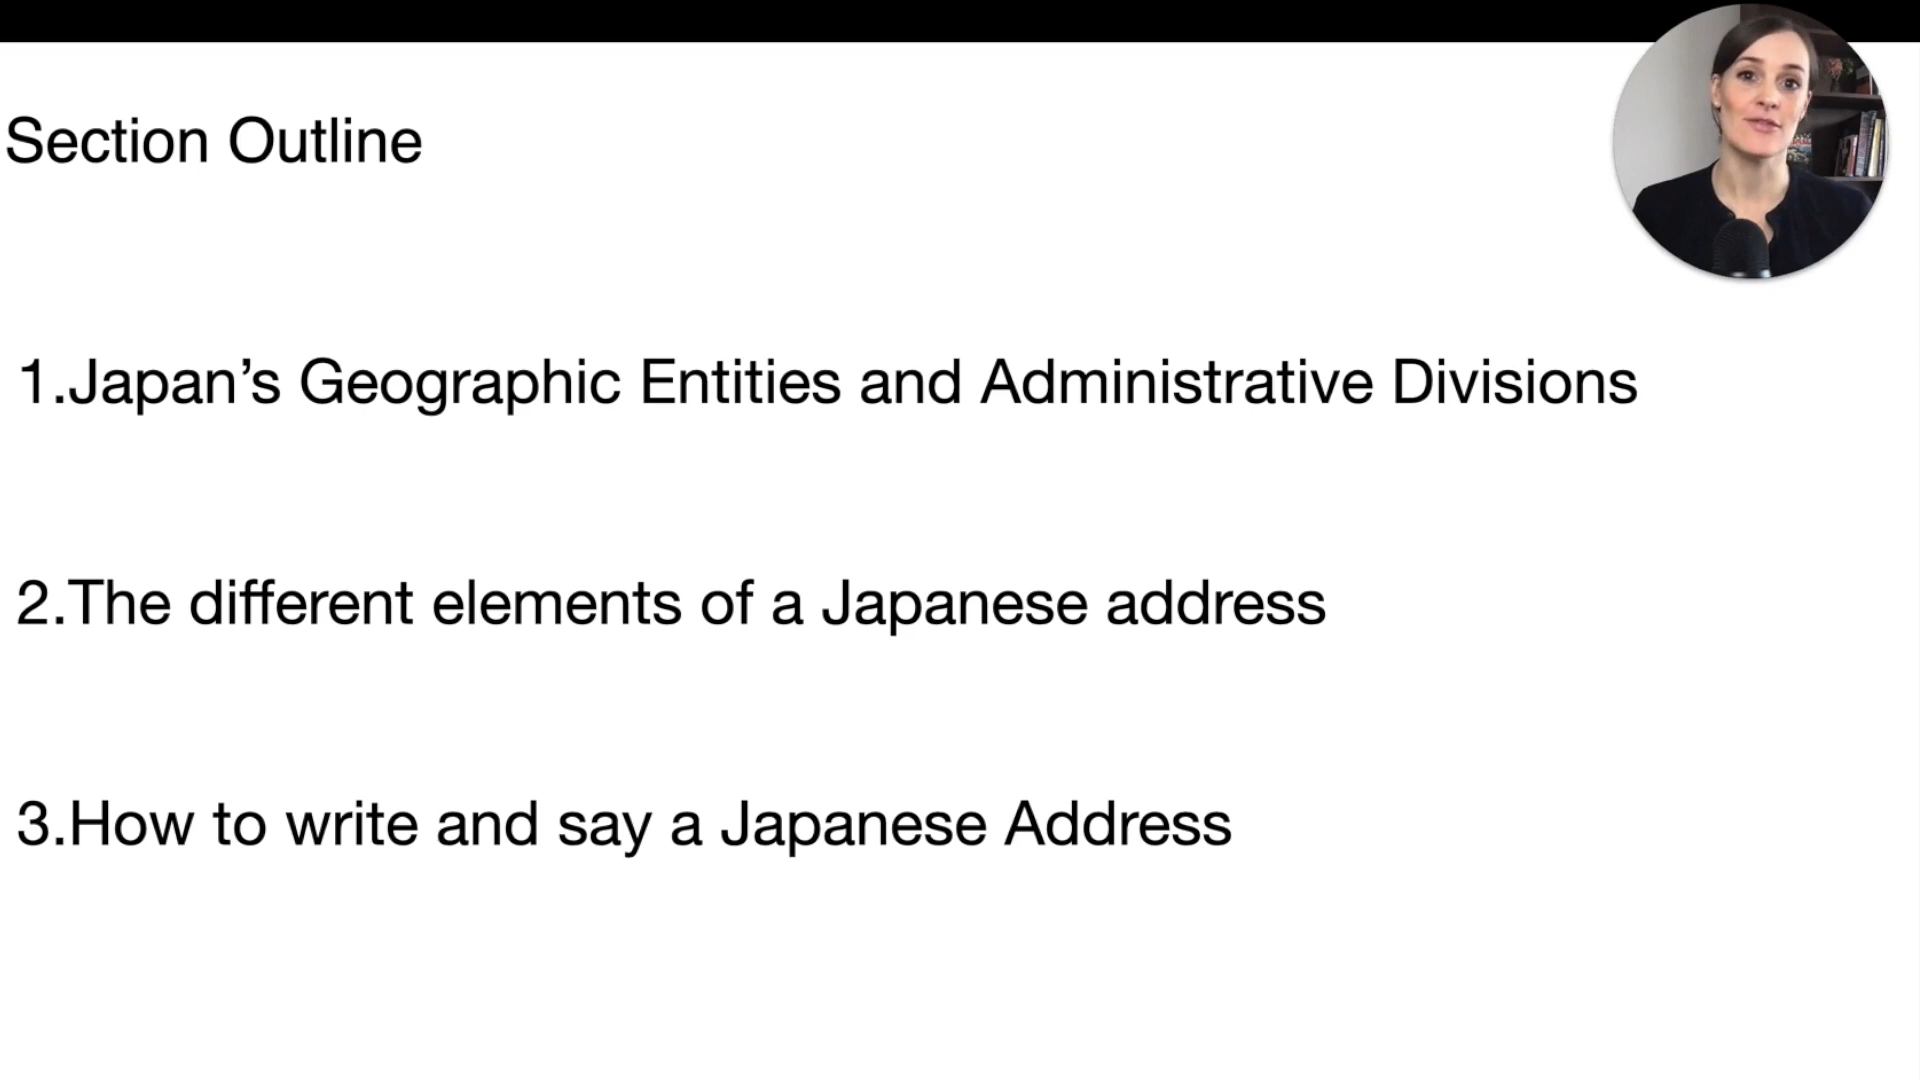 Section Outline
1.Japan’s Geographic Entities and Administrative Divisions
2.The different elements of a Japanese address
3.How to write and say a Japanese Address